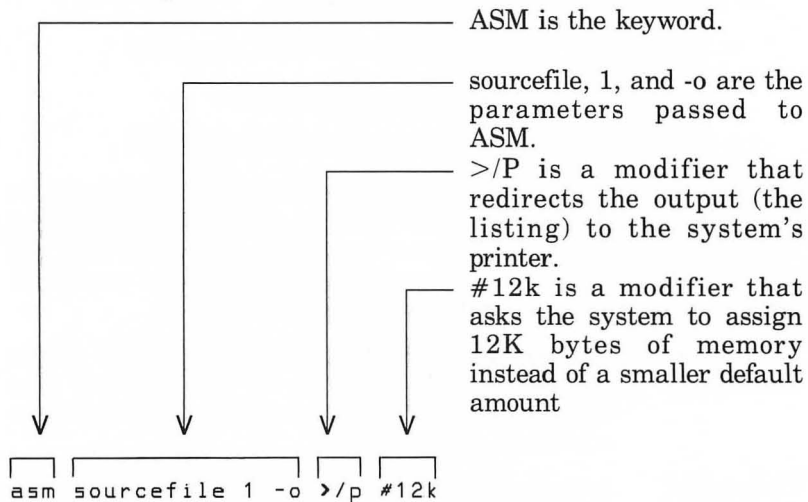 ASM is the keyword.
sourcefile, 1, and -o are the
parameters passed to
ASM.
>/P is a modifier that
redirects the output (the
listing) to the system's
printer.
#12k is a modifier that
asks the system to assign
12K bytes of memory
instead of a smaller default
amount
asm sourcefile 1 -o >/p #12k